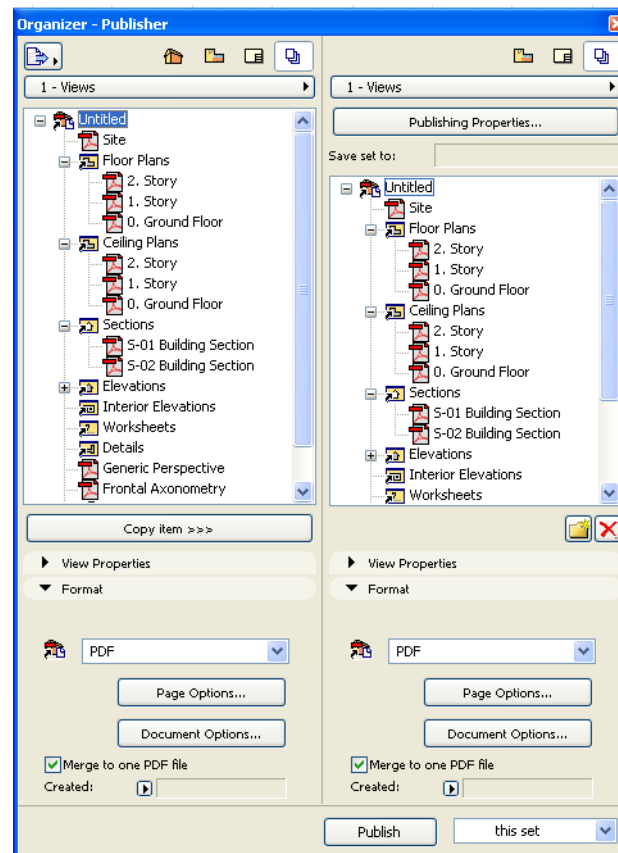 Organizer - Publisher
1 - Views
Untitled
Site
Floor Plans
2. Story
1. Story
0. Ground Floor
Ceiling Plans
2. Story
1. Story
0. Ground Floor
Sections
S-01 Building Section
S-02 Building Section
Elevations
Interior Elevations
Worksheets
Details
Generic Perspective
Frontal Axonometry
Copy item >>>
View Properties
Format
PDF
Page Options...
Document Options...
Merge to one PDF file
Created:
1 - Views
Publishing Properties...
Save set to:
Untitled
Site
Floor Plans
2. Story
1. Story
0. Ground Floor
Ceiling Plans
2. Story
1. Story
0. Ground Floor
Sections
S-01 Building Section
S-02 Building Section
Elevations
Interior Elevations
Worksheets
View Properties
Format
PDF
Page Options...
Document Options...
Merge to one PDF file
Created:
Publish
this set